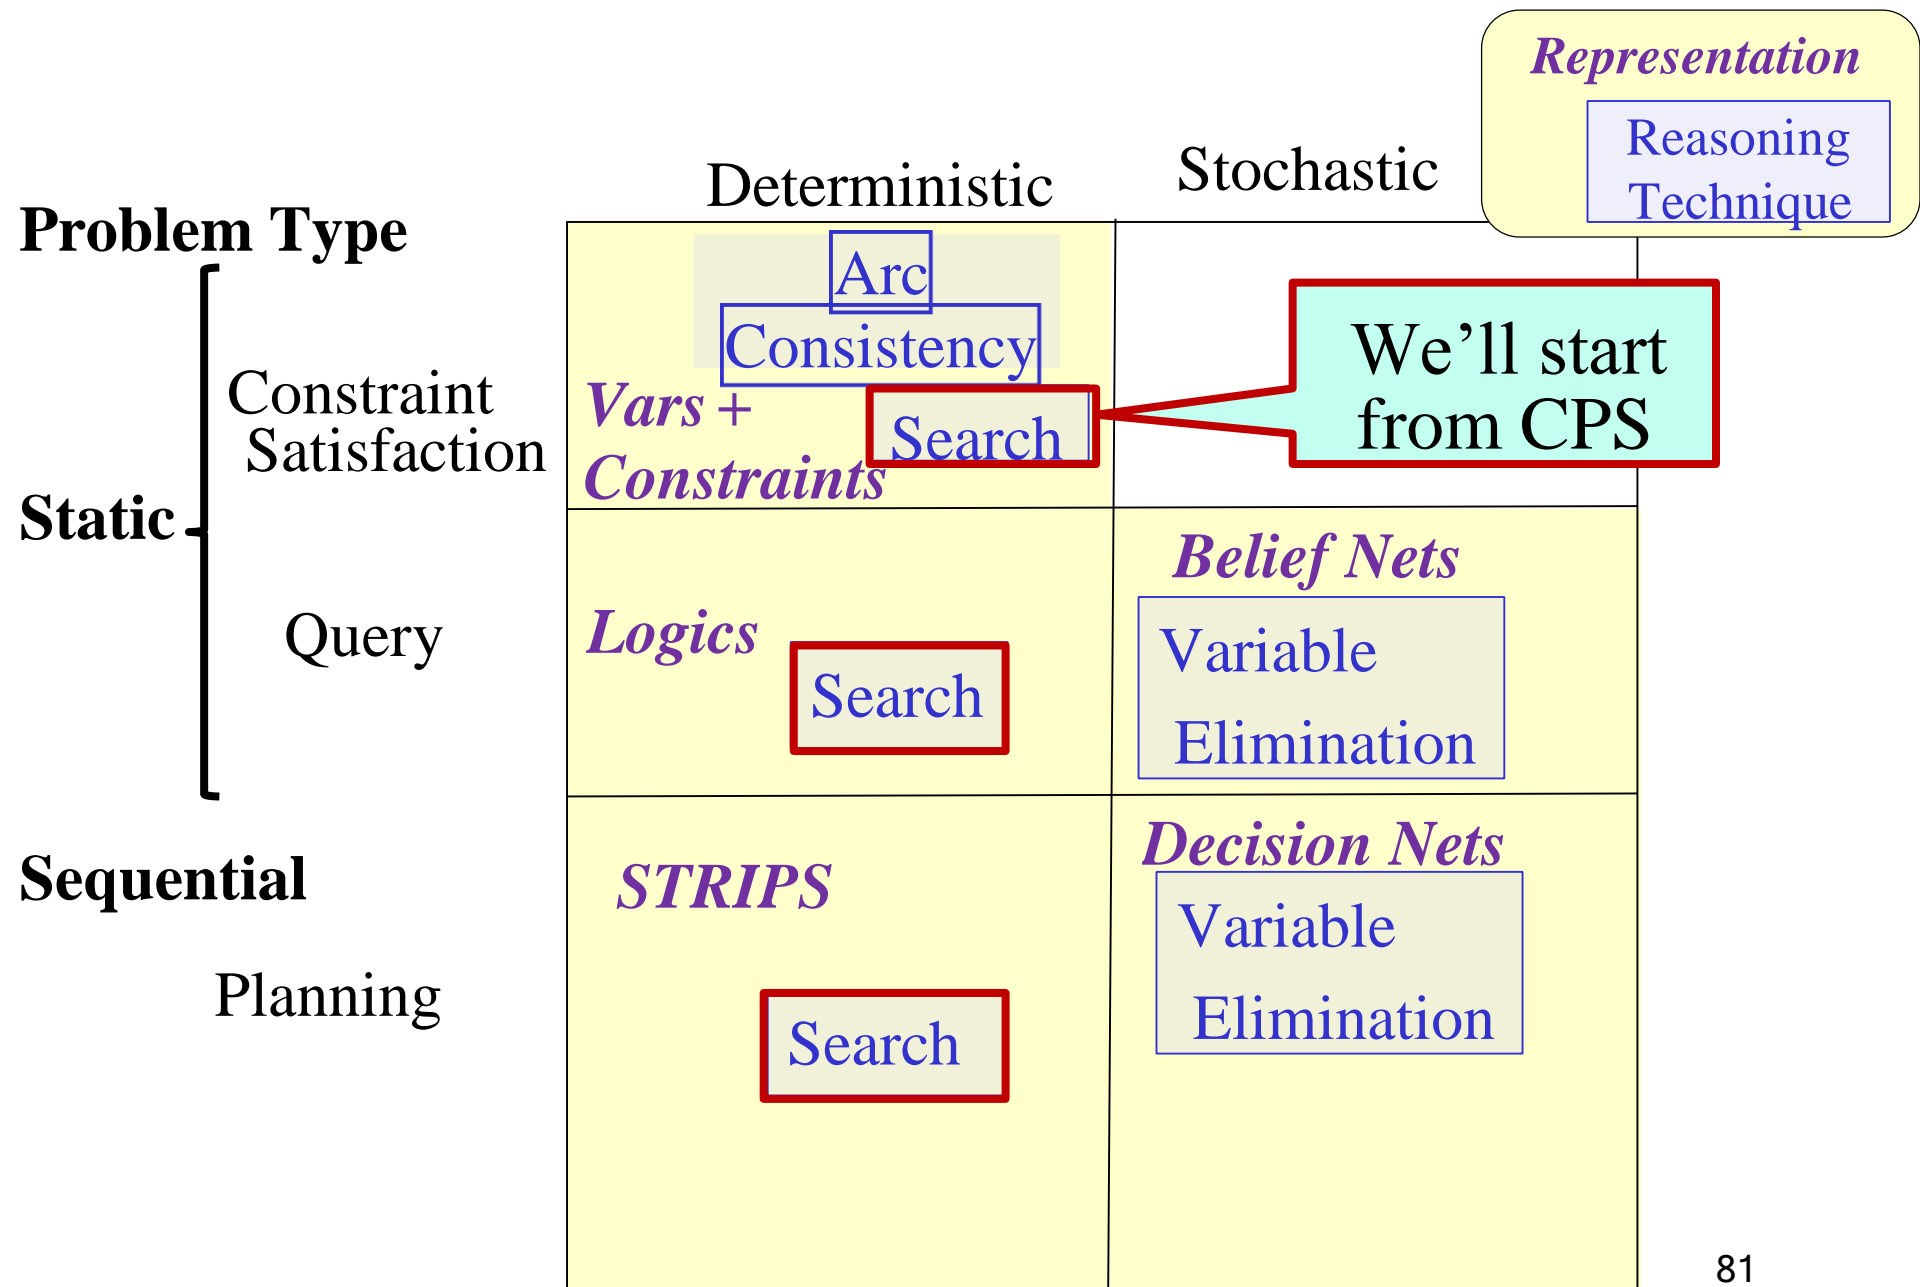 Representation
Reasoning
Technique
Deterministic
Stochastic
Problem Type
Arc
Consistency
We'll start
from CPS
Constraint
Satisfaction
Vars +
Constraints
Search
Static
Belief Nets
Query
Logics
Search
Variable
Elimination
Sequential
STRIPS
Decision Nets
Variable
Elimination
Planning
Search
81